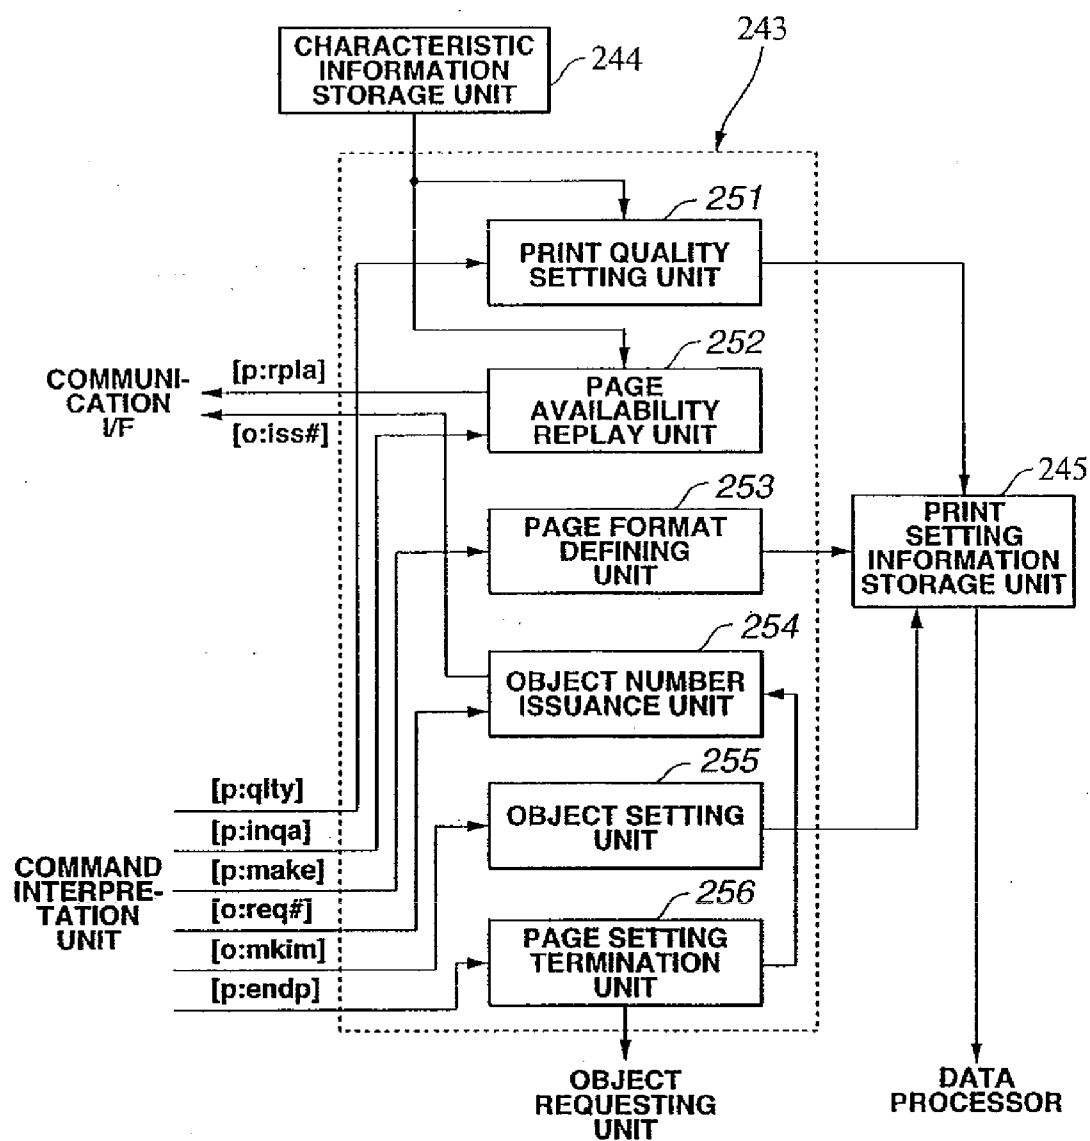 243
CHARACTERISTIC
INFORMATION
STORAGE UNIT
244
251
PRINT QUALITY
SETTING UNIT
252
PAGE
AVAILABILITY
REPLAY UNIT
[p:rpla]
COMMUNI-
CATION
I/F
[o:iss#]
253
PAGE FORMAT
DEFINING
UNIT
245
PRINT
SETTING
INFORMATION
STORAGE UNIT
254
OBJECT NUMBER
ISSUANCE UNIT
255
OBJECT SETTING
UNIT
256
PAGE SETTING
TERMINATION
UNIT
[p:qlty]
[p:inqa]
[p:make]
[o:req#]
[o:mkim]
[p:endp]
COMMAND
INTERPRE-
TATION
UNIT
OBJECT
REQUESTING
UNIT
DATA
PROCESSOR